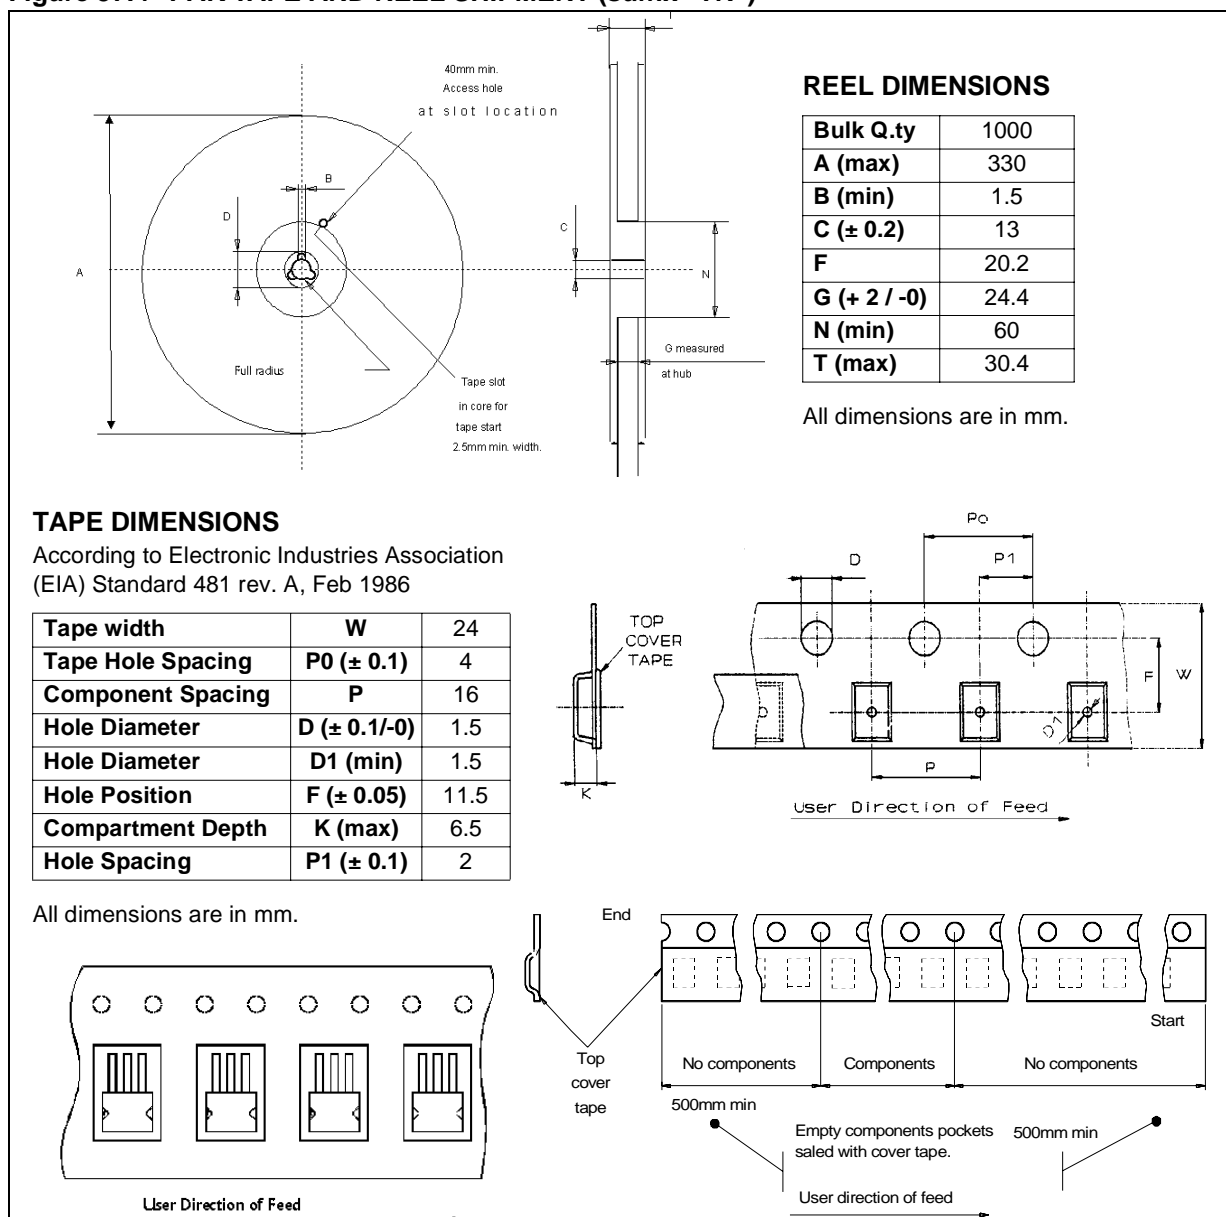 40mm min.
Access hole
at slot location
B
D
A
C
N
Full radius
Tape slot
in core for
tape start
2.5mm min. width.
G measured
at hub
REEL DIMENSIONS
Bulk Q.ty 1000
A (max) 330
B (min) 1.5
C (± 0.2) 13
F 20.2
G (+ 2 / -0) 24.4
N (min) 60
T (max) 30.4
All dimensions are in mm.
TAPE DIMENSIONS
According to Electronic Industries Association
(EIA) Standard 481 rev. A, Feb 1986
Tape width W 24
Tape Hole Spacing P0 (± 0.1) 4
Component Spacing P 16
Hole Diameter D (± 0.1/-0) 1.5
Hole Diameter D1 (min) 1.5
Hole Position F (± 0.05) 11.5
Compartment Depth K (max) 6.5
Hole Spacing P1 (± 0.1) 2
All dimensions are in mm.
TOP
COVER
TAPE
K
Po
P1
D
F
W
D1
P
User Direction of Feed
User Direction of Feed
End
Start
Top
cover
tape
No components
Components
No components
500mm min
Empty components pockets
saled with cover tape.
500mm min
User direction of feed